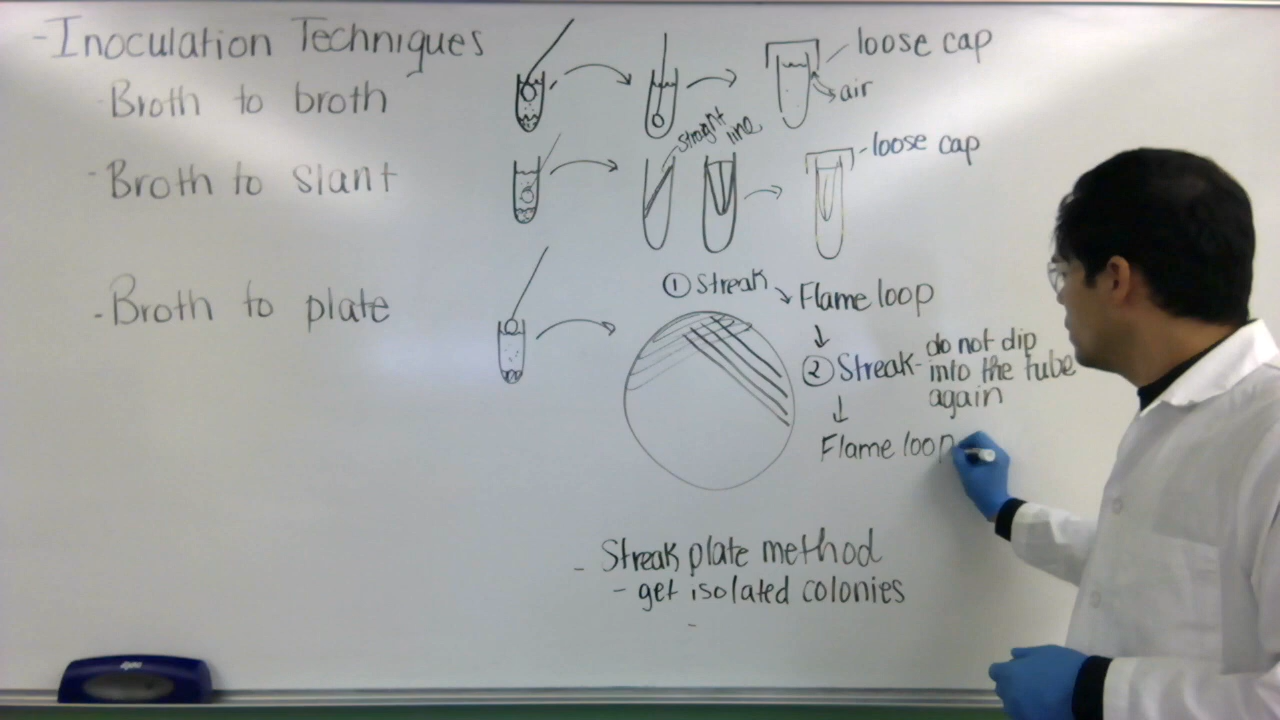 - Inoculation Techniques
- Broth to broth
loose cap
air
- Broth to slant
straight line
- loose cap
- Broth to plate
① Streak
Flame loop
② Streak - do not dip
into the tube
again
Flame loop
- Streak plate method
- get isolated colonies
-
expo